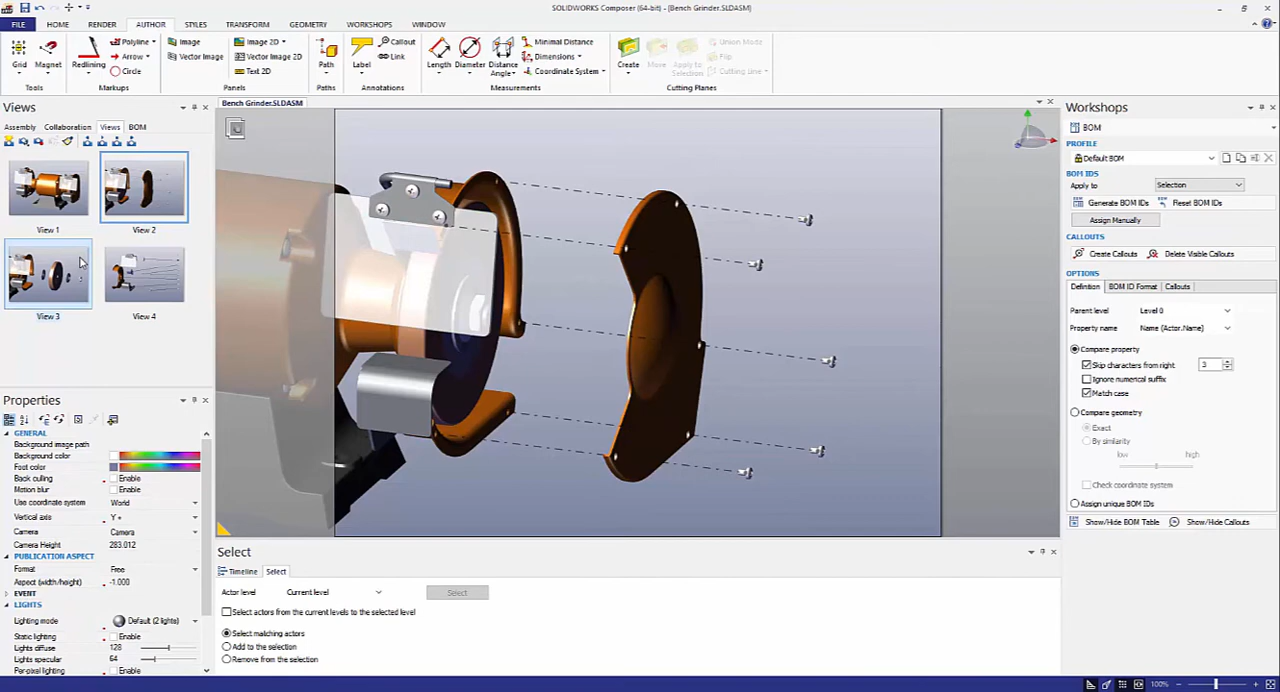 SOLIDWORKS Composer (64-bit) - [Bench Grinder.SLDASM]
FILE HOME RENDER AUTHOR STYLES TRANSFORM GEOMETRY WORKSHOPS WINDOW
Grid Magnet Redlining Polyline Arrow Circle Image Vector Image Image 2D Vector Image 2D Text 2D Path Label Callout Link Length Diameter Distance Angle Minimal Distance Dimensions Coordinate System Create Move Apply to Selection Union Mode Flip Cutting Line
Tools Markups Panels Paths Annotations Measurements Cutting Planes
Views
Assembly Collaboration Views BOM
View 1 View 2
View 3 View 4
Properties
GENERAL
Background image path
Background color
Foot color
Back culling Enable
Motion blur Enable
Use coordinate system World
Vertical axis Y+
Camera Camera
Camera Height 283.012
PUBLICATION ASPECT
Format Free
Aspect (width/height) -1.000
EVENT
LIGHTS
Lighting mode Default (2 lights)
Static lighting Enable
Lights diffuse 128
Lights specular 64
Per-pixel lighting Enable
Bench Grinder.SLDASM
Select
Timeline Select
Actor level Current level Select
Select actors from the current levels to the selected level
Select matching actors
Add to the selection
Remove from the selection
Workshops
BOM
PROFILE
Default BOM
BOM IDS
Apply to Selection
Generate BOM IDs Reset BOM IDs
Assign Manually
CALLOUTS
Create Callouts Delete Visible Callouts
OPTIONS
Definition BOM ID Format Callouts
Parent level Level 0
Property name Name (Actor.Name)
Compare property
Skip characters from right 3
Ignore numerical suffix
Match case
Compare geometry
Exact
By similarity
low high
Check coordinate system
Assign unique BOM IDs
Show/Hide BOM Table Show/Hide Callouts
100%